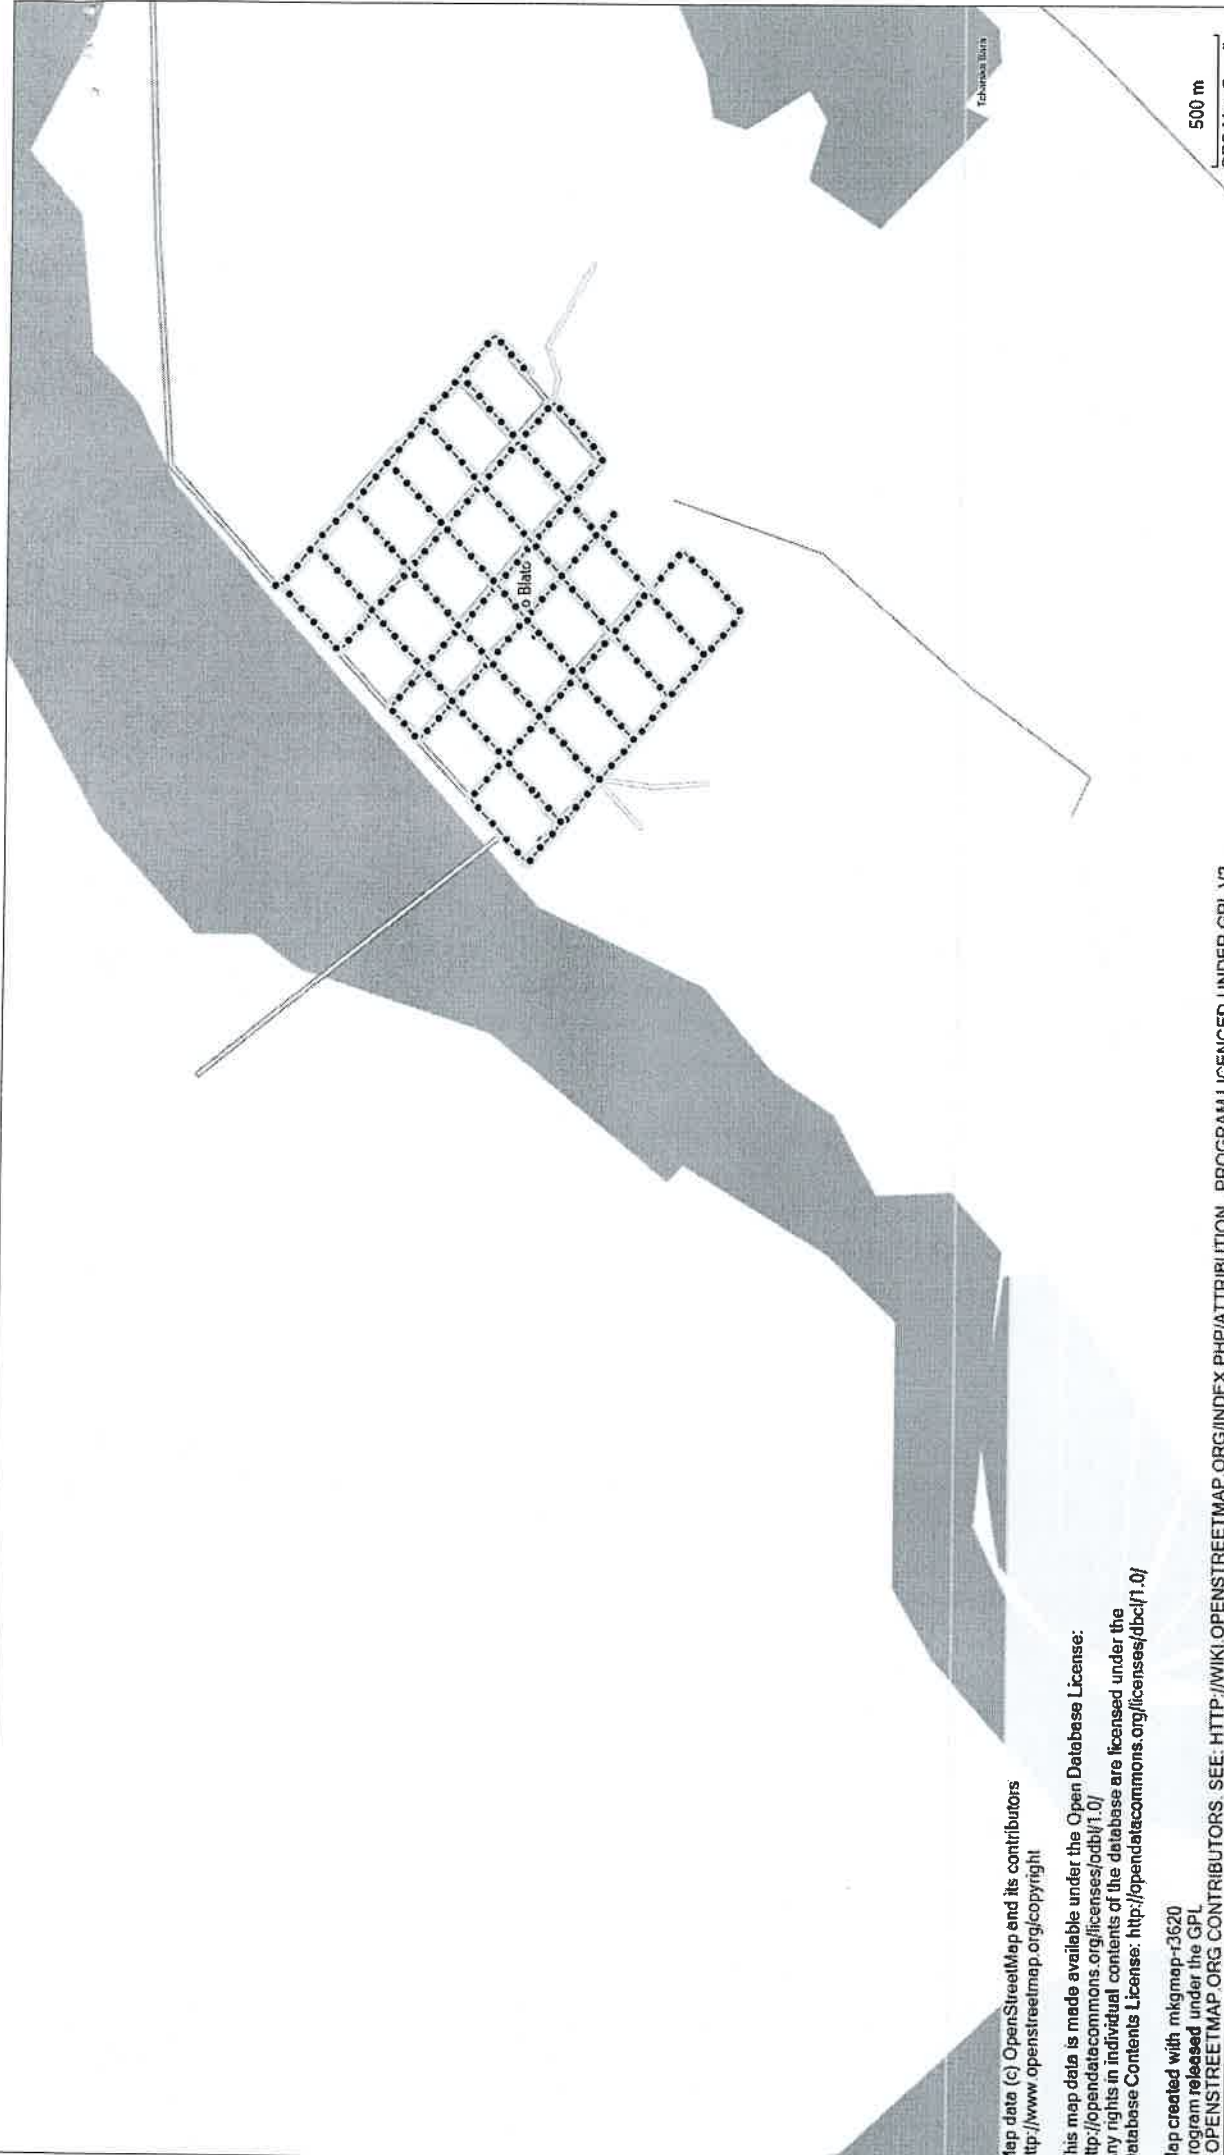 Tcharaka Bara
500 m
Blato
lap data (c) OpenStreetMap and its contributors
ttp://www.openstreetmap.org/copyright
his map data is made available under the Open Database License:
ttp://opendatacommons.org/licenses/odbl/1.0/
ny rights in individual contents of the database are licensed under the
atabase Contents License: http://opendatacommons.org/licenses/dbcl/1.0/
lap created with mkgmap-r3620
rogram released under the GPL
OPENSTREETMAP.ORG CONTRIBUTORS. SEE: HTTP://WIKI.OPENSTREETMAP.ORG/INDEX.PHP/ATTRIBUTION PROGRAM LICENCED UNDER GPL V2